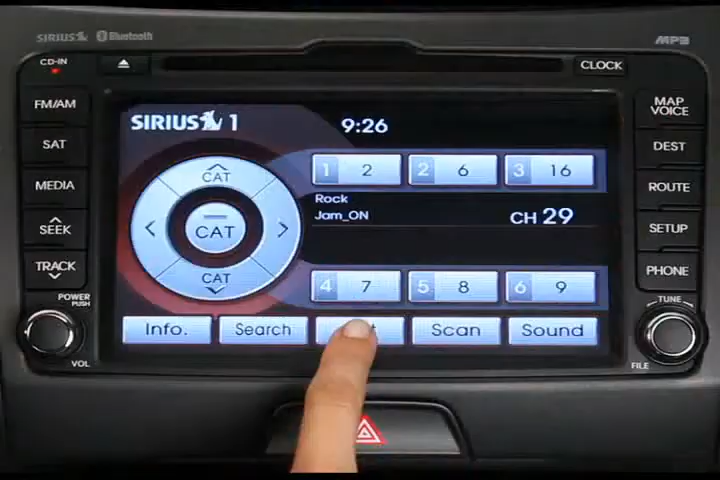 SIRIUS Bluetooth
MP3
CD-IN
CLOCK
FM/AM
SAT
MEDIA
SEEK
TRACK
POWER
PUSH
VOL
SIRIUS 1
9:26
CAT
CAT
CAT
1 2
2 6
3 16
Rock
Jam_ON
CH 29
4 7
5 8
6 9
Info.
Search
Scan
Sound
MAP
VOICE
DEST
ROUTE
SETUP
PHONE
TUNE
FILE